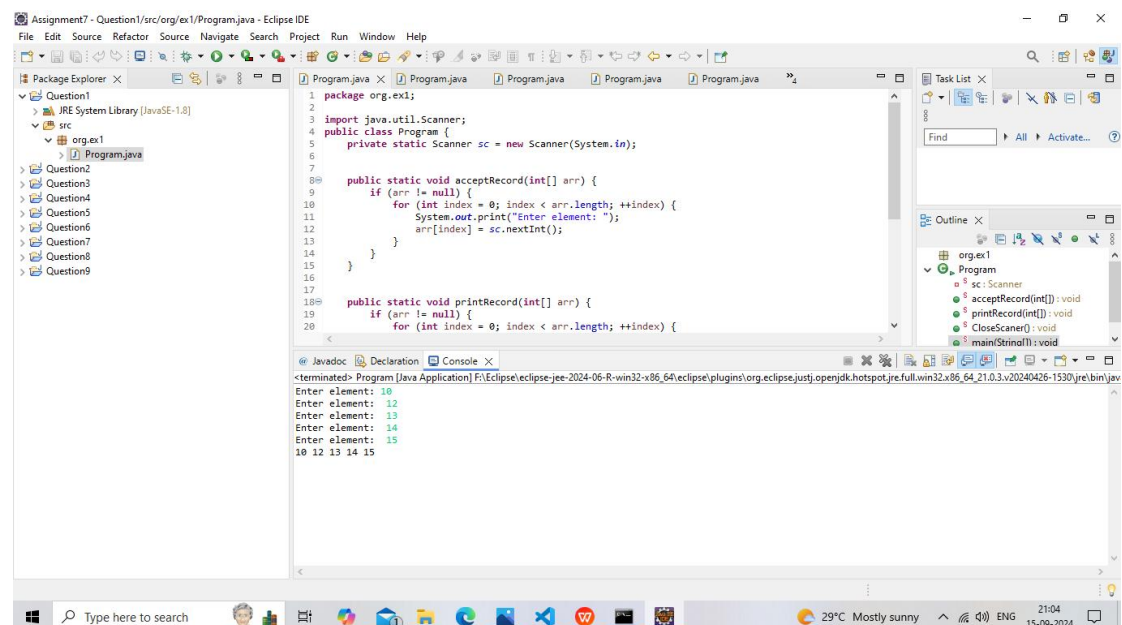 Assignment7 - Question1/src/org/ex1/Program.java - Eclipse IDE
File Edit Source Refactor Source Navigate Search Project Run Window Help
Package Explorer
Question1
JRE System Library [JavaSE-1.8]
src
org.ex1
Program.java
Question2
Question3
Question4
Question5
Question6
Question7
Question8
Question9
Program.java Program.java Program.java Program.java Program.java »4
1 package org.ex1;
2
3 import java.util.Scanner;
4 public class Program {
5 private static Scanner sc = new Scanner(System.in);
6
7
8 public static void acceptRecord(int[] arr) {
9 if (arr != null) {
10 for (int index = 0; index < arr.length; ++index) {
11 System.out.print("Enter element: ");
12 arr[index] = sc.nextInt();
13 }
14 }
15 }
16
17
18 public static void printRecord(int[] arr) {
19 if (arr != null) {
20 for (int index = 0; index < arr.length; ++index) {
Task List
Find All Activate...
Outline
org.ex1
Program
sc : Scanner
acceptRecord(int[]) : void
printRecord(int[]) : void
CloseScaner() : void
main(String[]) : void
Javadoc Declaration Console
<terminated> Program [Java Application] F:\Eclipse\eclipse-jee-2024-06-R-win32-x86_64\eclipse\plugins\org.eclipse.justj.openjdk.hotspot.jre.full.win32.x86_64_21.0.3.v20240426-1530\jre\bin\jav
Enter element: 10
Enter element: 12
Enter element: 13
Enter element: 14
Enter element: 15
10 12 13 14 15
Type here to search
29°C Mostly sunny
ENG
21:04
15-09-2024